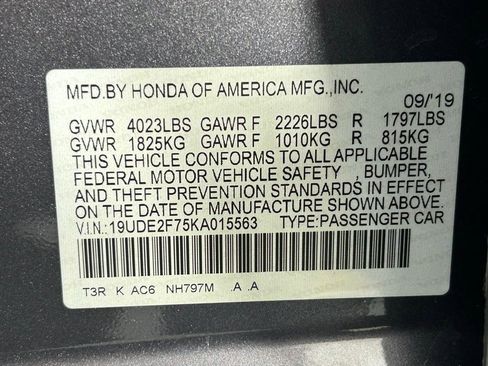 MFD.BY HONDA OF AMERICA MFG.,INC.
09/'19
GVWR 4023LBS GAWR F 2226LBS R 1797LBS
GVWR 1825KG GAWR F 1010KG R 815KG
THIS VEHICLE CONFORMS TO ALL APPLICABLE
FEDERAL MOTOR VEHICLE SAFETY , BUMPER,
AND THEFT PREVENTION STANDARDS IN EFFECT
ON THE DATE OF MANUFACTURE SHOWN ABOVE.
V.I.N.:19UDE2F75KA015563 TYPE:PASSENGER CAR
T3R K AC6 NH797M .A .A